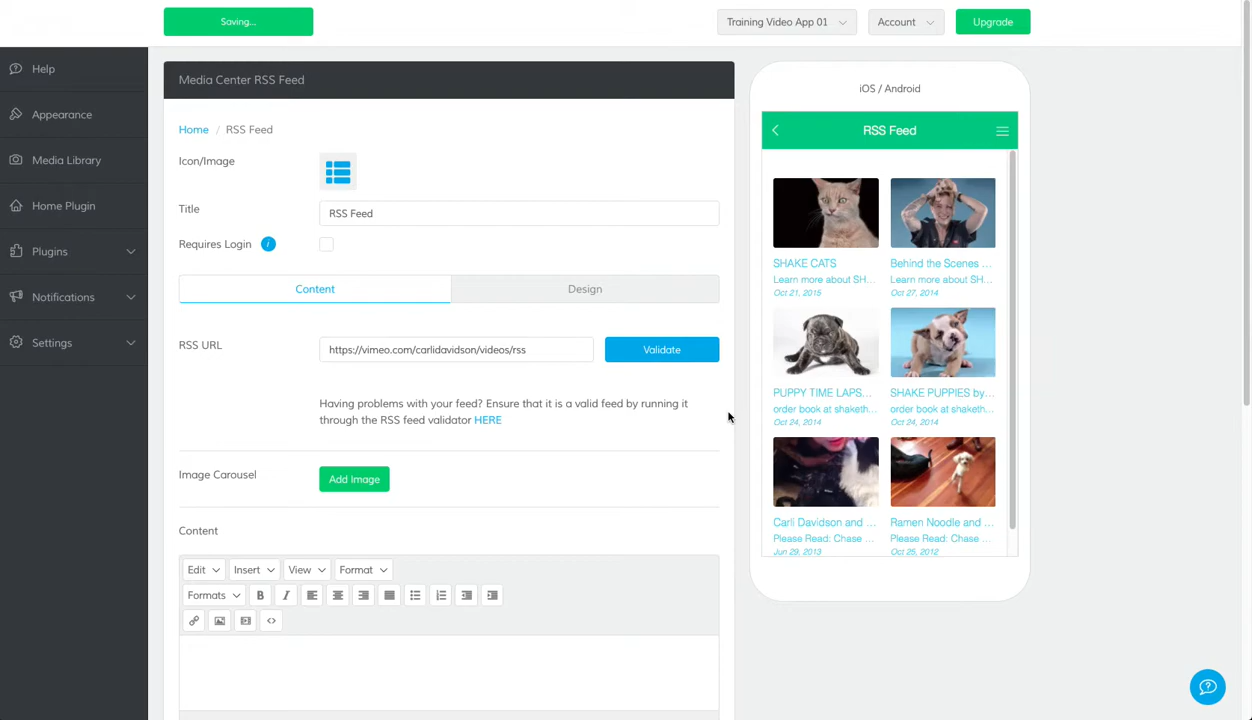 Saving...
Training Video App 01
Account
Upgrade
Help
Appearance
Media Library
Home Plugin
Plugins
Notifications
Settings
Media Center RSS Feed
Home / RSS Feed
Icon/Image
Title
RSS Feed
Requires Login
i
Content
Design
RSS URL
https://vimeo.com/carlidavidson/videos/rss
Validate
Having problems with your feed? Ensure that it is a valid feed by running it
through the RSS feed validator HERE
Image Carousel
Add Image
Content
Edit
Insert
View
Format
Formats
B
I
iOS / Android
RSS Feed
SHAKE CATS
Learn more about SH...
Oct 21, 2015
Behind the Scenes ...
Learn more about SH...
Oct 27, 2014
PUPPY TIME LAPS...
order book at shaketh...
Oct 24, 2014
SHAKE PUPPIES by...
order book at shaketh...
Oct 24, 2014
Carli Davidson and ...
Please Read: Chase ...
Jun 29, 2013
Ramen Noodle and ...
Please Read: Chase ...
Oct 25, 2012